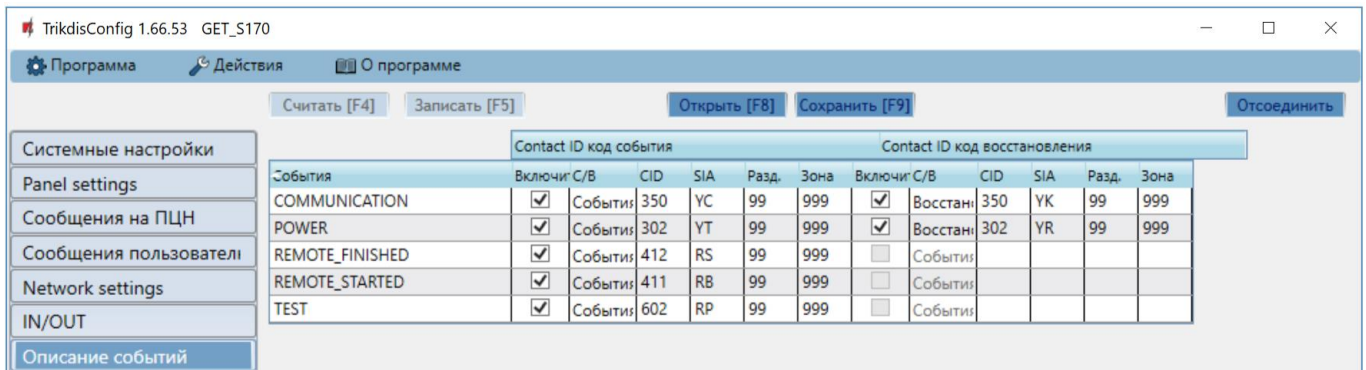 TrikdisConfig 1.66.53 GET_S170
Программа Действия О программе
Считать [F4] Записать [F5] Открыть [F8] Сохранить [F9] Отсоединить
Системные настройки
Panel settings
Сообщения на ПЦН
Сообщения пользовател
Network settings
IN/OUT
Описание событий
Contact ID код события Contact ID код восстановления
События Включит С/В CID SIA Разд. Зона Включит С/В CID SIA Разд. Зона
COMMUNICATION События 350 YC 99 999 Восстан 350 YK 99 999
POWER События 302 YT 99 999 Восстан 302 YR 99 999
REMOTE_FINISHED События 412 RS 99 999 События
REMOTE_STARTED События 411 RB 99 999 События
TEST События 602 RP 99 999 События